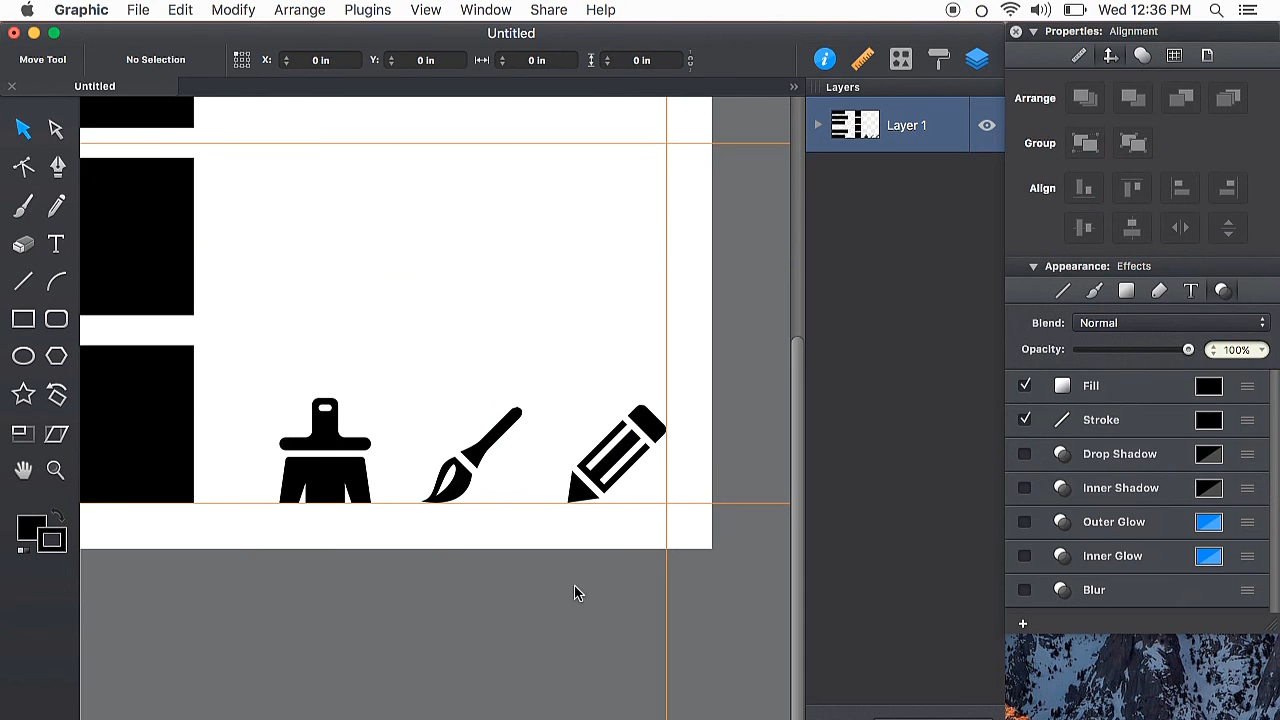 Graphic File Edit Modify Arrange Plugins View Window Share Help Wed 12:36 PM
Untitled
Properties: Alignment
Move Tool No Selection X: 0 in Y: 0 in 0 in 0 in
Untitled
Layers
Layer 1
Arrange
Group
Align
Appearance: Effects
T
T
Blend: Normal
Opacity: 100%
Fill
Stroke
Drop Shadow
Inner Shadow
Outer Glow
Inner Glow
Blur